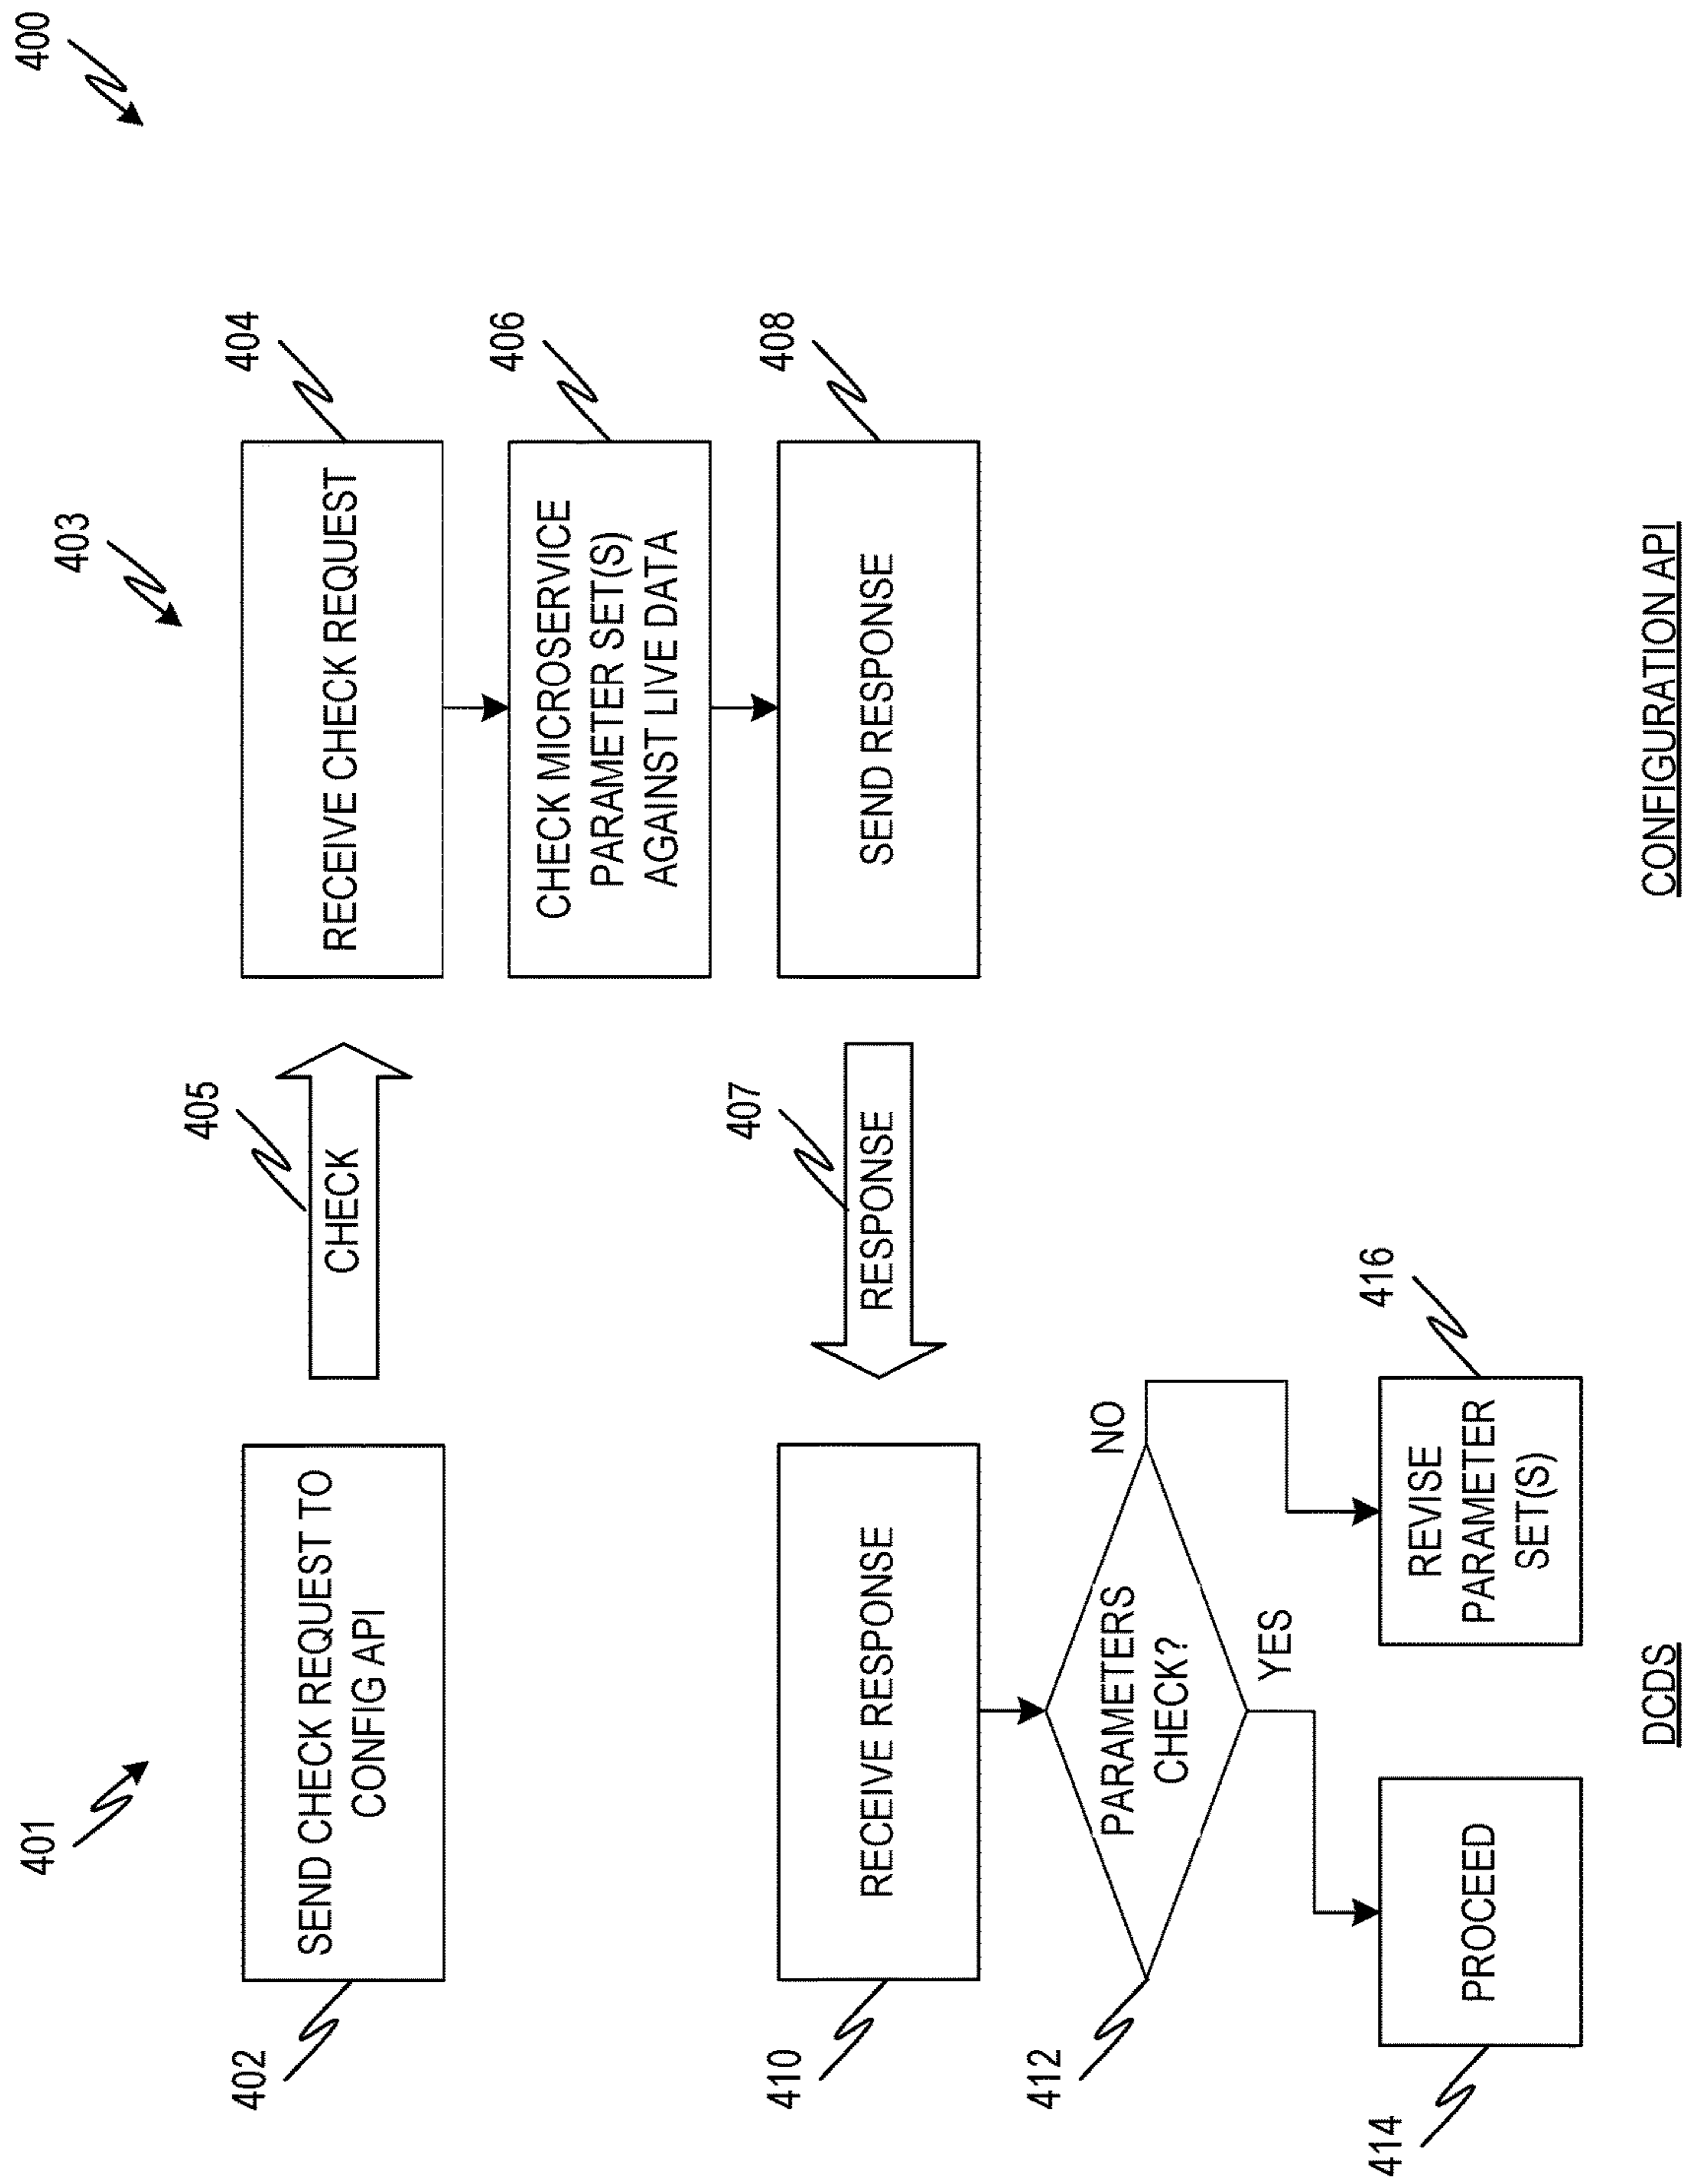 400
401
403
402
SEND CHECK REQUEST TO
CONFIG API
405
CHECK
404
RECEIVE CHECK REQUEST
406
CHECK MICROSERVICE
PARAMETER SET(S)
AGAINST LIVE DATA
408
SEND RESPONSE
407
RESPONSE
410
RECEIVE RESPONSE
412
PARAMETERS
CHECK?
NO
YES
414
PROCEED
416
REVISE
PARAMETER
SET(S)
DCDS
CONFIGURATION API